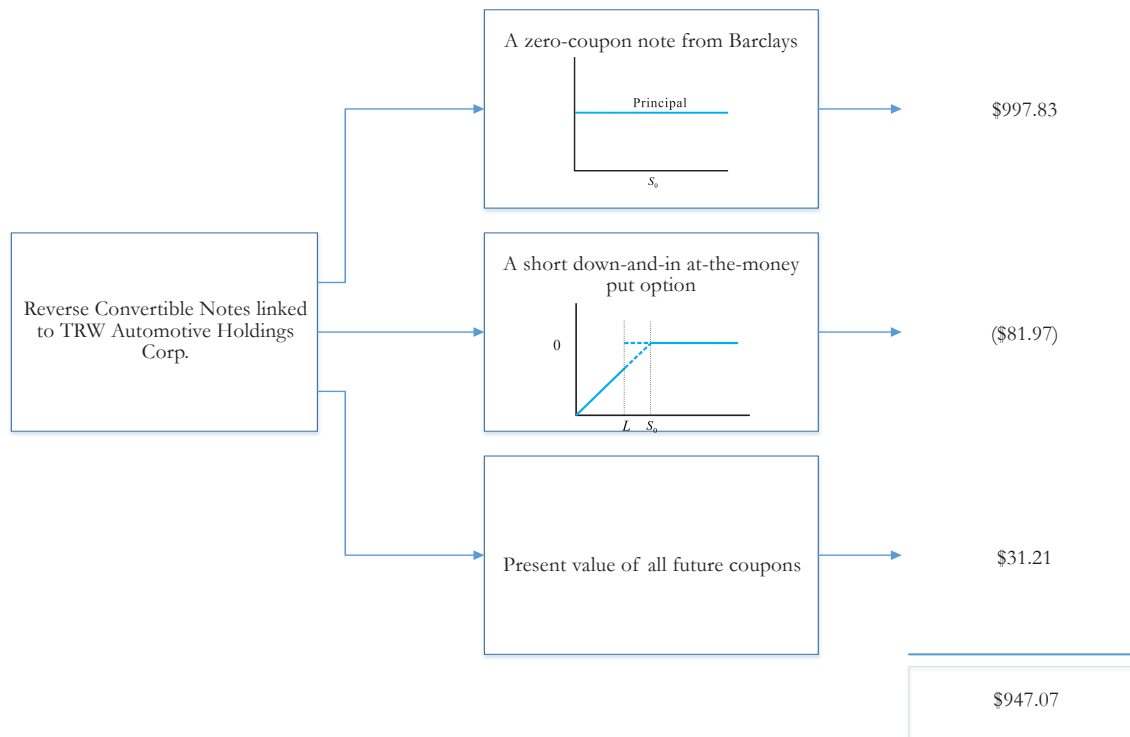 A zero-coupon note from Barclays
Principal
S₀
$997.83
Reverse Convertible Notes linked
to TRW Automotive Holdings
Corp.
A short down-and-in at-the-money
put option
0
L S₀
($81.97)
Present value of all future coupons
$31.21
$947.07